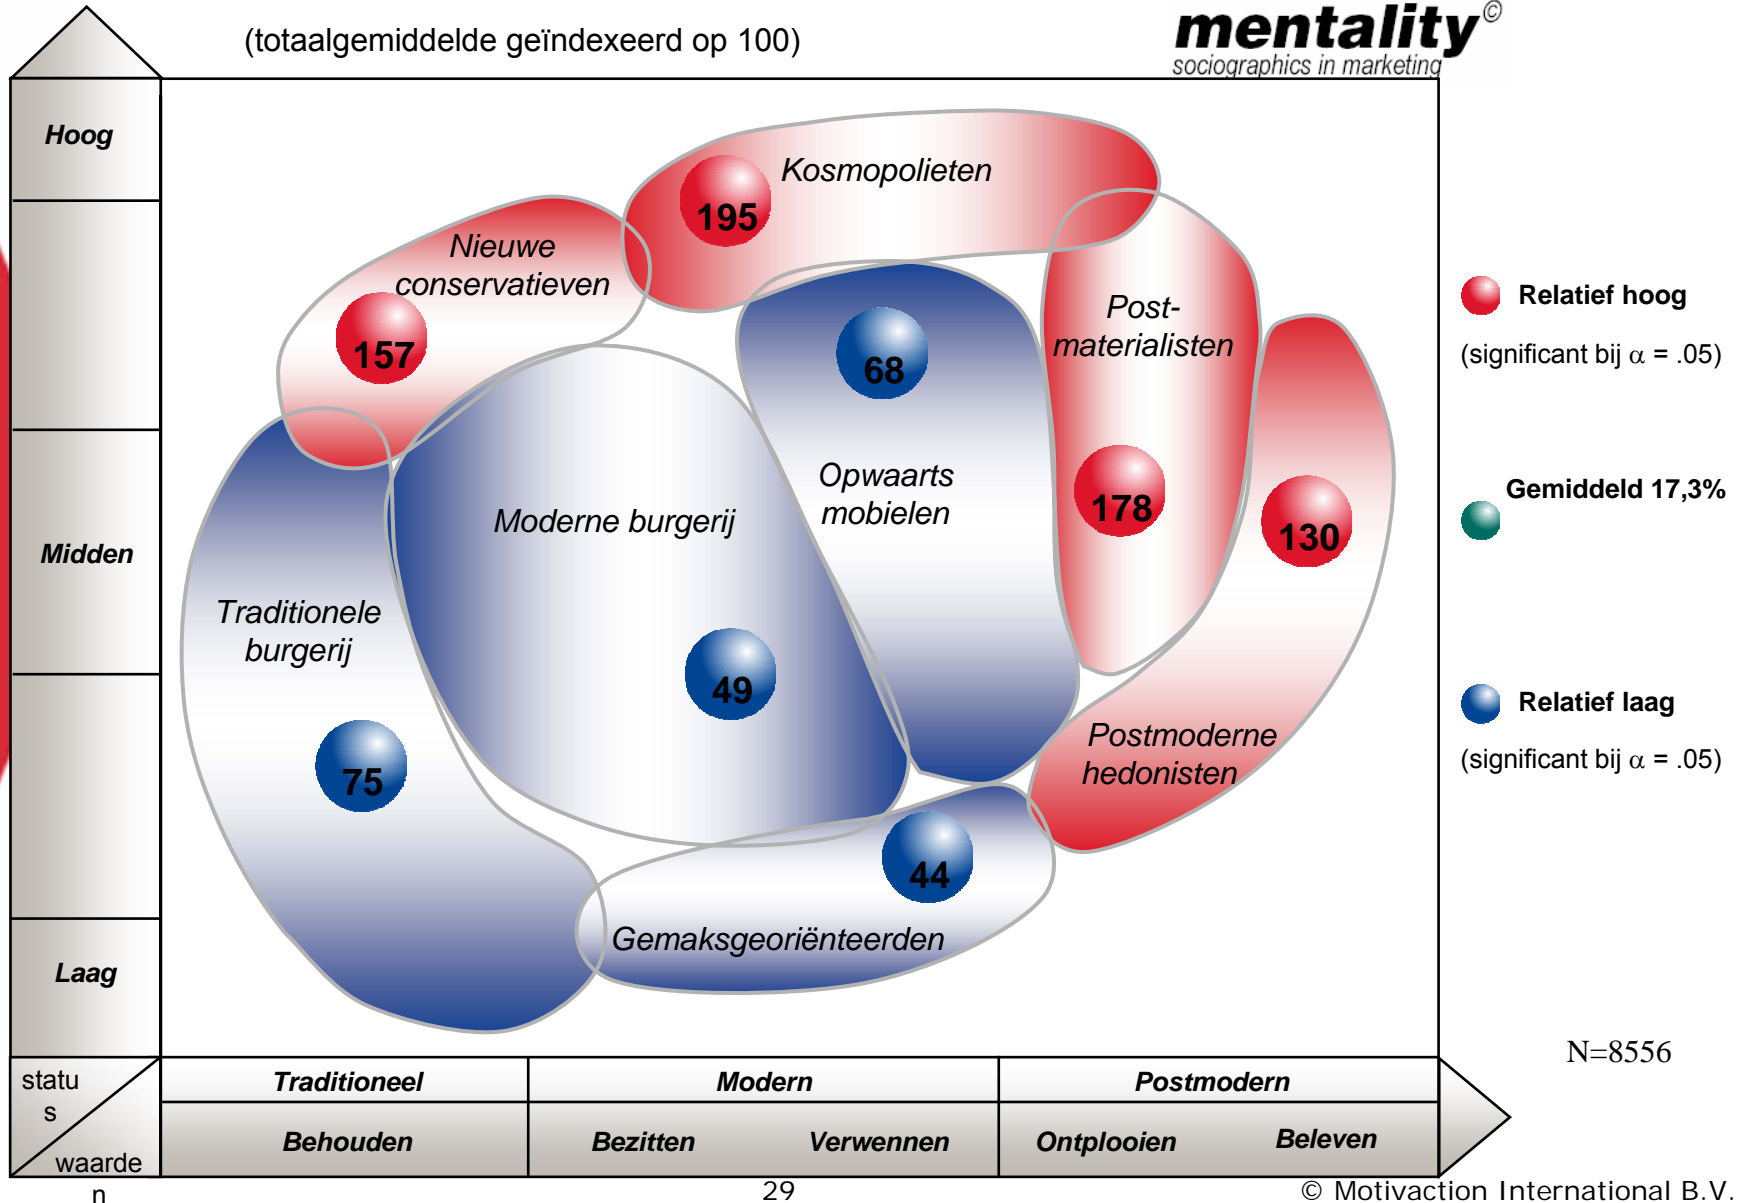 (totaalgemiddelde geïndexeerd op 100)
mentality©
sociographics in marketing
Hoog
Kosmopolieten
195
Nieuwe
conservatieven
157
68
Post-
materialisten
178
130
Opwaarts
mobielen
Moderne burgerij
49
Midden
Traditionele
burgerij
75
Postmoderne
hedonisten
44
Gemaksgeoriënteerden
Laag
Relatief hoog
(significant bij α = .05)
Gemiddeld 17,3%
Relatief laag
(significant bij α = .05)
N=8556
statu
s
waarde
n
Traditioneel
Modern
Postmodern
Behouden
Bezitten
Verwennen
Ontplooien
Beleven
29
© Motivaction International B.V.